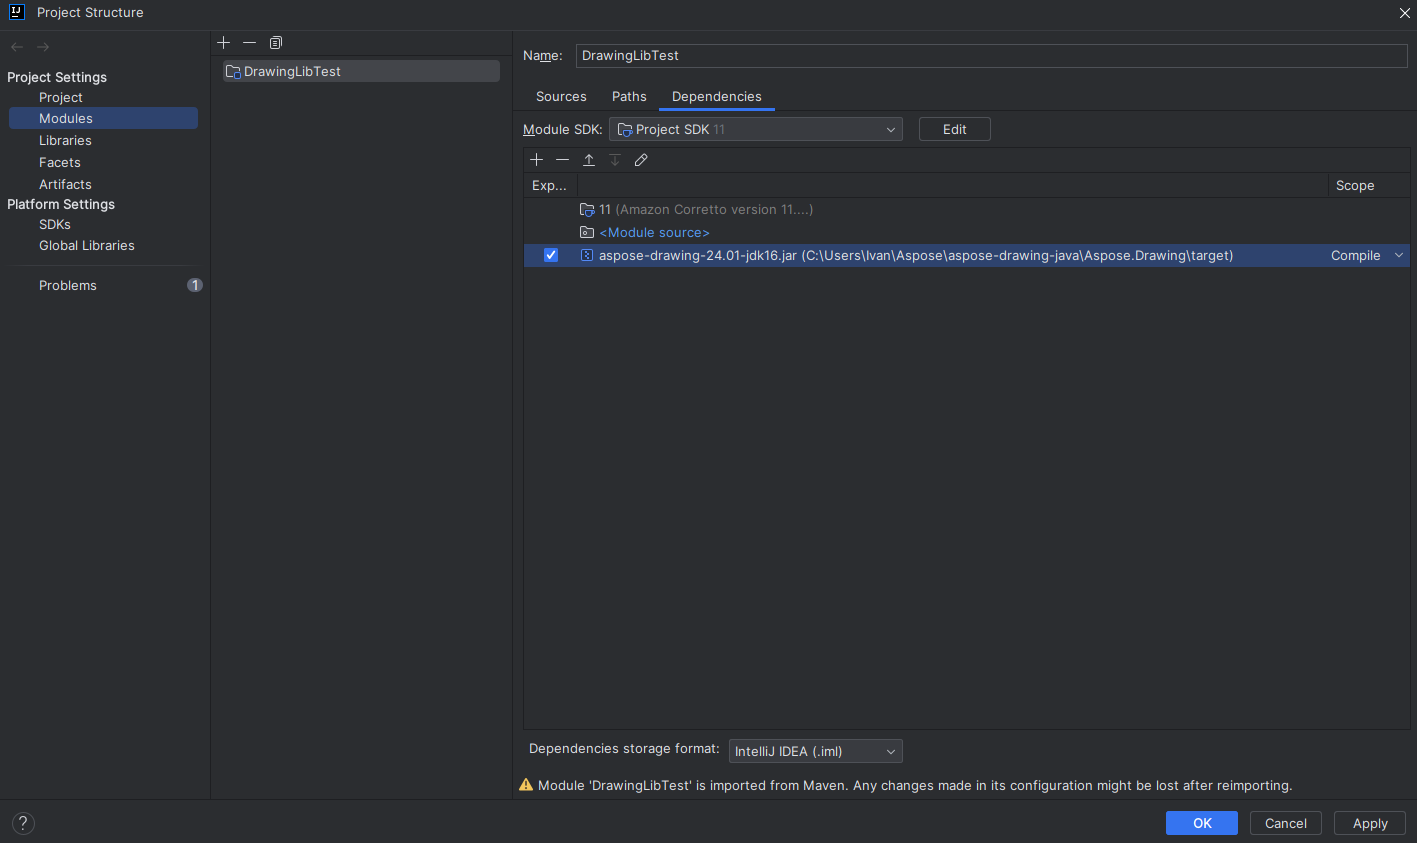 Project Structure
Project Settings
Project
Modules
Libraries
Facets
Artifacts
Platform Settings
SDKs
Global Libraries
Problems 1
DrawingLibTest
Name: DrawingLibTest
Sources Paths Dependencies
Module SDK: Project SDK 11 Edit
Exp... Scope
11 (Amazon Corretto version 11....)
<Module source>
aspose-drawing-24.01-jdk16.jar (C:\Users\Ivan\Aspose\aspose-drawing-java\Aspose.Drawing\target) Compile
Dependencies storage format: IntelliJ IDEA (.iml)
Module 'DrawingLibTest' is imported from Maven. Any changes made in its configuration might be lost after reimporting.
? OK Cancel Apply